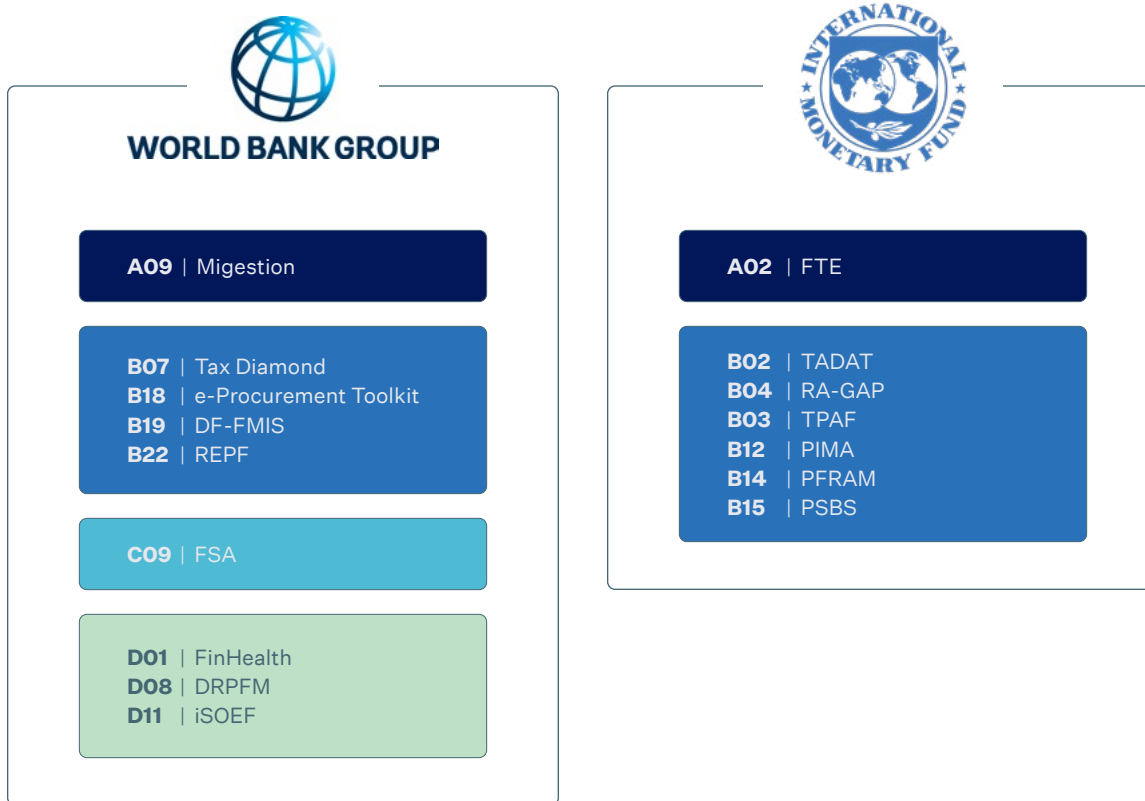 WORLD BANK GROUP
A09 | Migestion
B07 | Tax Diamond
B18 | e-Procurement Toolkit
B19 | DF-FMIS
B22 | REPF
C09 | FSA
D01 | FinHealth
D08 | DRPFM
D11 | iSOEF
INTERNATIONAL
MONETARY FUND
A02 | FTE
B02 | TADAT
B04 | RA-GAP
B03 | TPAF
B12 | PIMA
B14 | PFRAM
B15 | PSBS